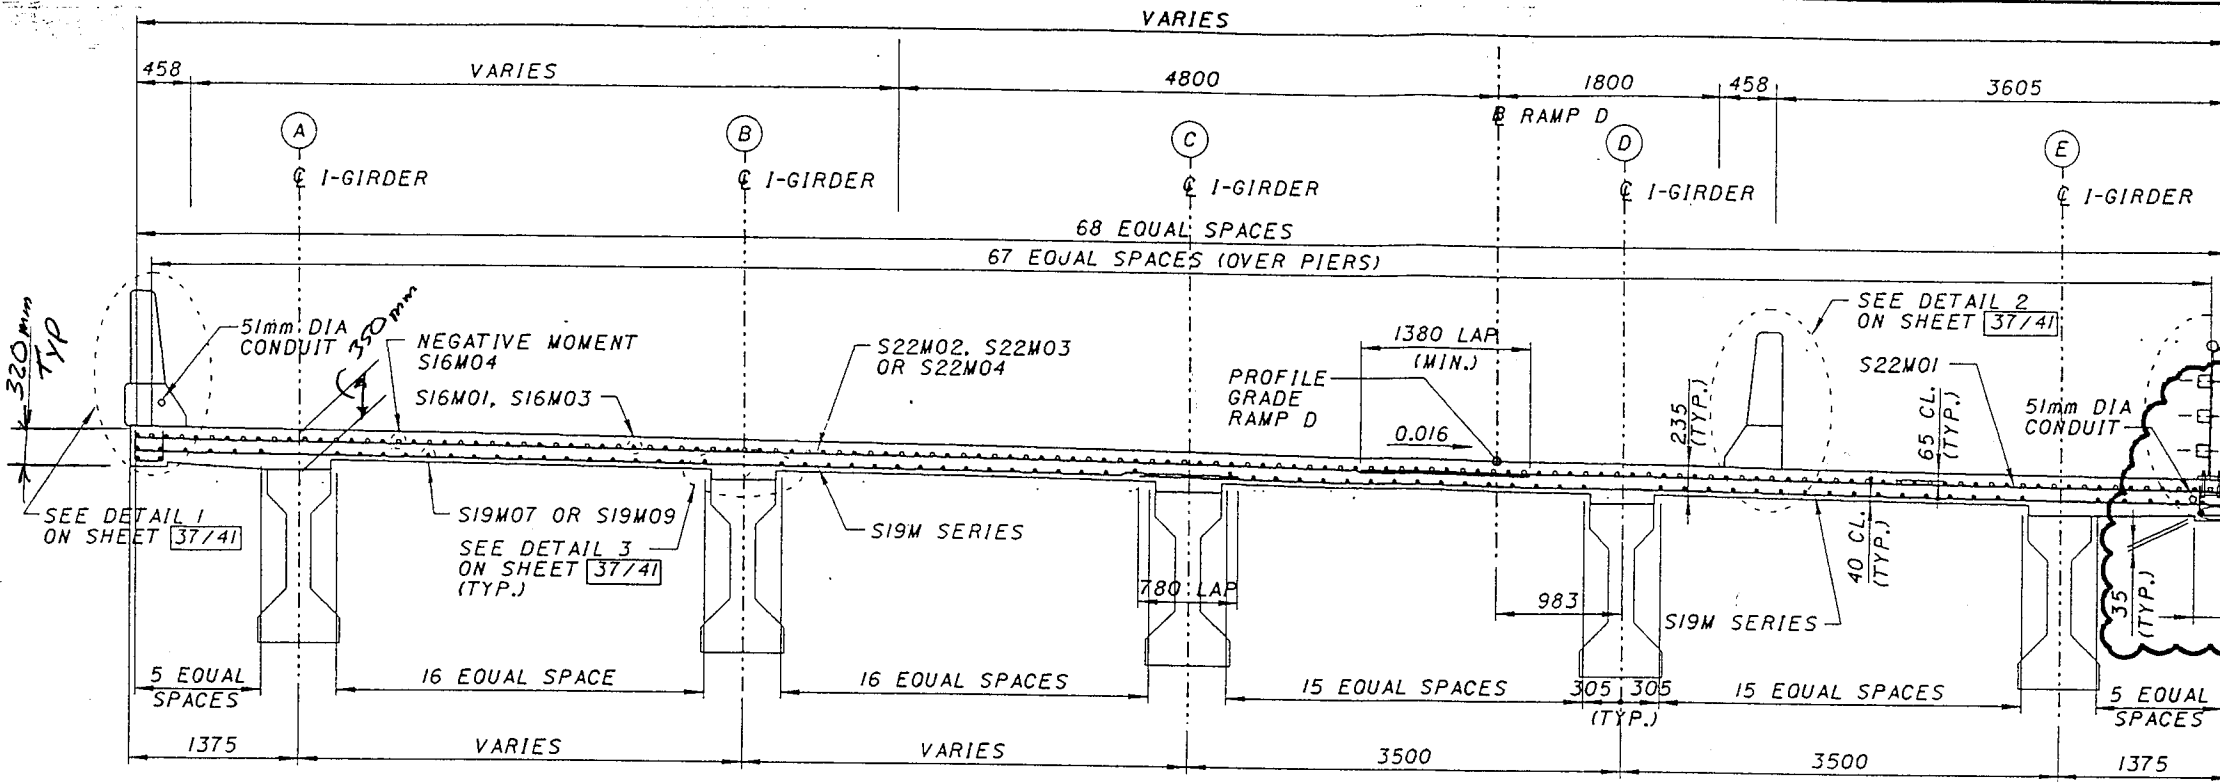 VARIES
458
VARIES
4800
1800
458
3605
RAMP D
A
B
C
D
E
I-GIRDER
I-GIRDER
I-GIRDER
I-GIRDER
I-GIRDER
68 EQUAL SPACES
67 EQUAL SPACES (OVER PIERS)
320mm
TYP
51mm DIA
CONDUIT
350mm
NEGATIVE MOMENT
S16M04
S16M01, S16M03
S22M02, S22M03
OR S22M04
1380 LAP
(MIN.)
PROFILE
GRADE
RAMP D
0.016
235
(TYP.)
SEE DETAIL 2
ON SHEET 37/41
S22M01
65 CL.
(TYP.)
51mm DIA
CONDUIT
SEE DETAIL 1
ON SHEET 37/41
S19M07 OR S19M09
SEE DETAIL 3
ON SHEET 37/41
(TYP.)
S19M SERIES
780 LAP
983
40 CL.
(TYP.)
S19M SERIES
35
(TYP.)
5 EQUAL
SPACES
16 EQUAL SPACE
16 EQUAL SPACES
15 EQUAL SPACES
305 305
(TYP.)
15 EQUAL SPACES
5 EQUAL
SPACES
1375
VARIES
VARIES
3500
3500
1375